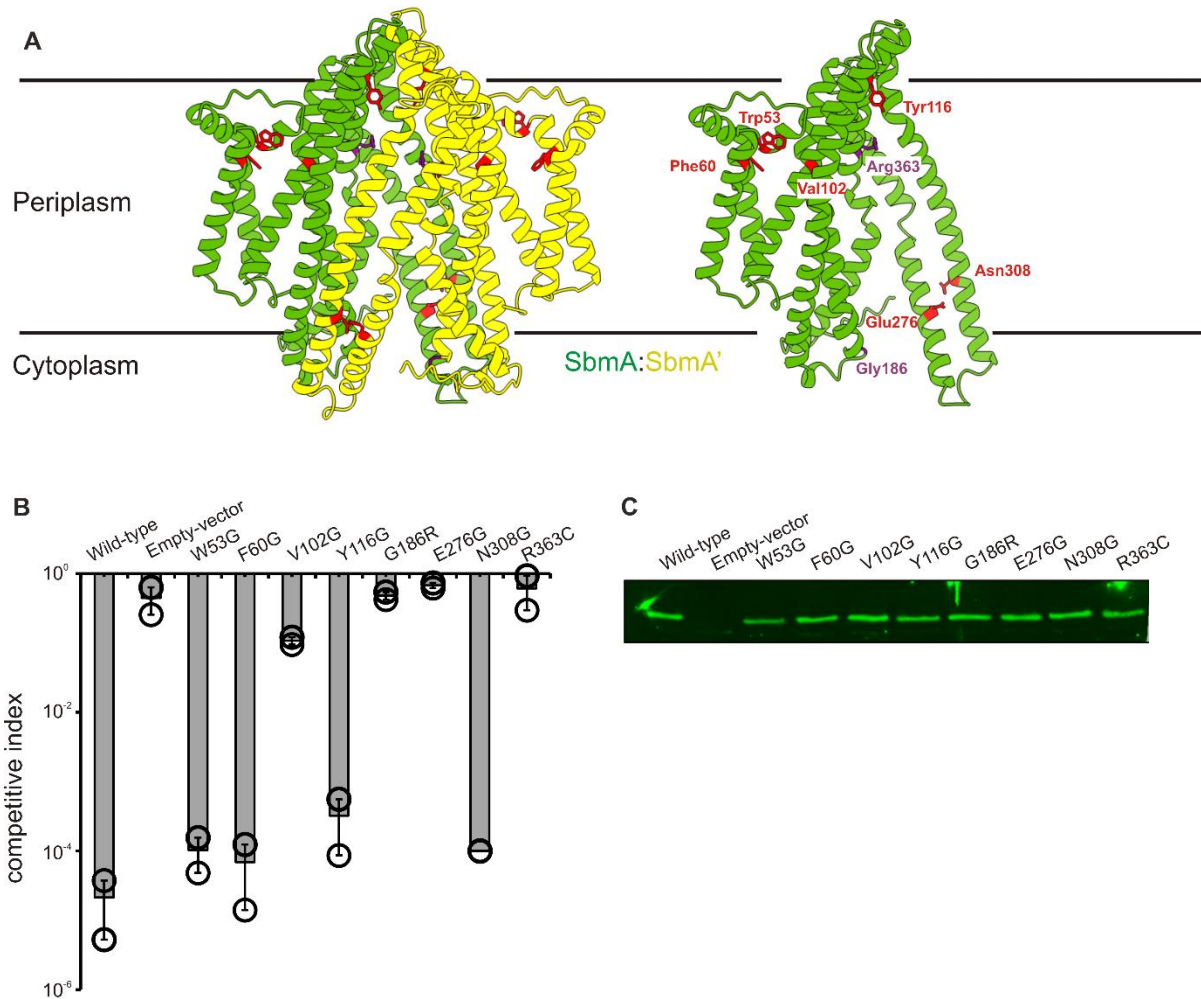 A
Periplasm
Cytoplasm
SbmA:SbmA'
Trp53
Tyr116
Phe60
Arg363
Val102
Asn308
Glu276
Gly186
B
Wild-type
Empty-vector
W53G
F60G
V102G
Y116G
G186R
E276G
N308G
R363C
10⁰
10⁻²
10⁻⁴
10⁻⁶
competitive index
C
Wild-type
Empty-vector
W53G
F60G
V102G
Y116G
G186R
E276G
N308G
R363C